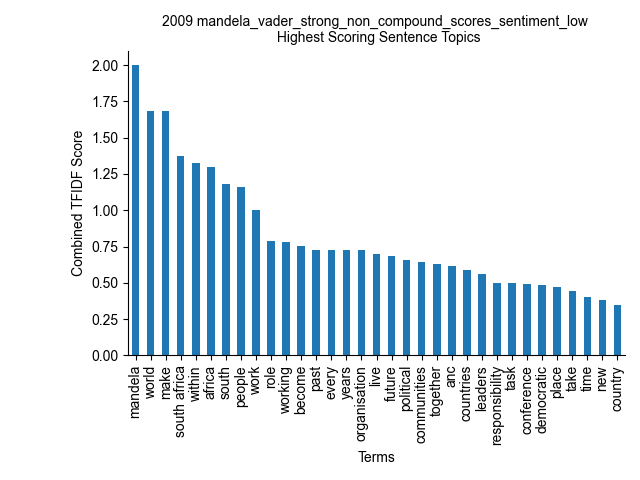 2009 mandela_vader_strong_non_compound_scores_sentiment_low
Highest Scoring Sentence Topics
Combined TFIDF Score
2.00
1.75
1.50
1.25
1.00
0.75
0.50
0.25
0.00
mandela
world
make
south africa
within
africa
south
people
work
role
working
become
past
every
years
organisation
live
future
political
communities
together
anc
countries
leaders
responsibility
task
conference
democratic
place
take
time
new
country
Terms